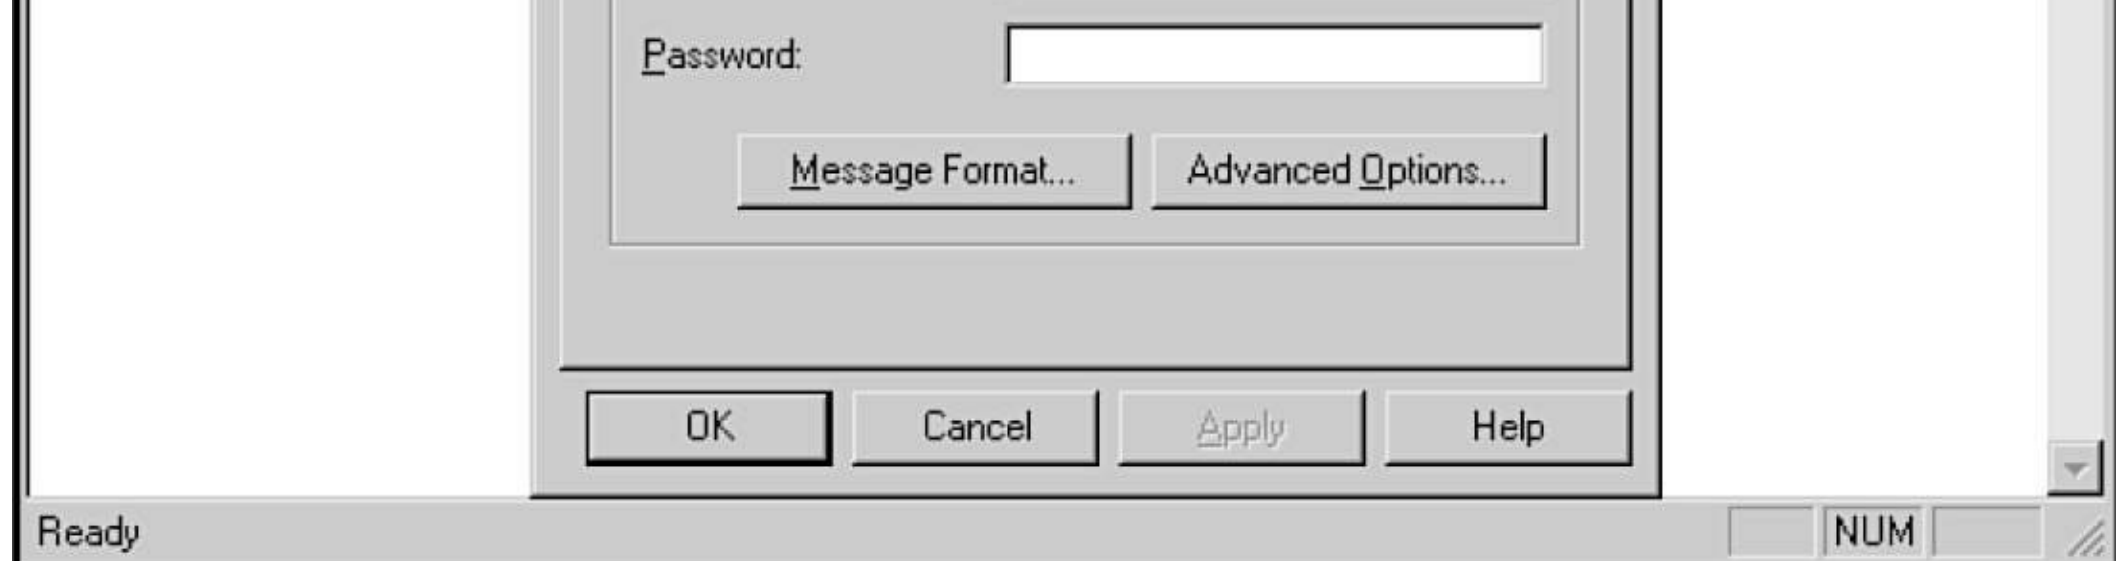 Password:
Message Format... Advanced Options...
OK Cancel Apply Help
Ready NUM